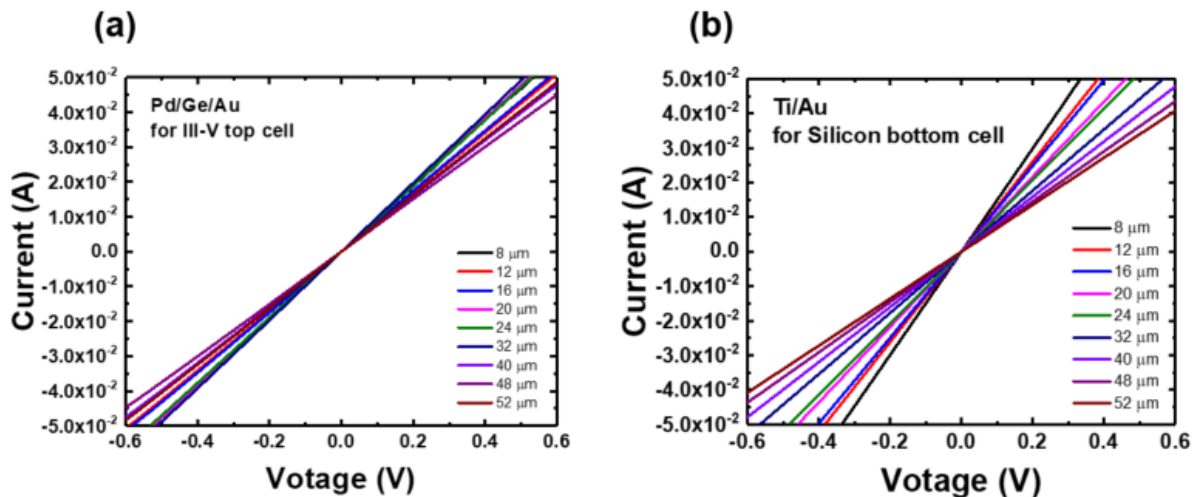 (a)
Pd/Ge/Au
for III-V top cell
Current (A)
5.0x10⁻²
4.0x10⁻²
3.0x10⁻²
2.0x10⁻²
1.0x10⁻²
0.0
-1.0x10⁻²
-2.0x10⁻²
-3.0x10⁻²
-4.0x10⁻²
-5.0x10⁻²
8 μm
12 μm
16 μm
20 μm
24 μm
32 μm
40 μm
48 μm
52 μm
-0.6 -0.4 -0.2 0.0 0.2 0.4 0.6
Votage (V)
(b)
Ti/Au
for Silicon bottom cell
Current (A)
5.0x10⁻²
4.0x10⁻²
3.0x10⁻²
2.0x10⁻²
1.0x10⁻²
0.0
-1.0x10⁻²
-2.0x10⁻²
-3.0x10⁻²
-4.0x10⁻²
-5.0x10⁻²
8 μm
12 μm
16 μm
20 μm
24 μm
32 μm
40 μm
48 μm
52 μm
-0.6 -0.4 -0.2 0.0 0.2 0.4 0.6
Votage (V)